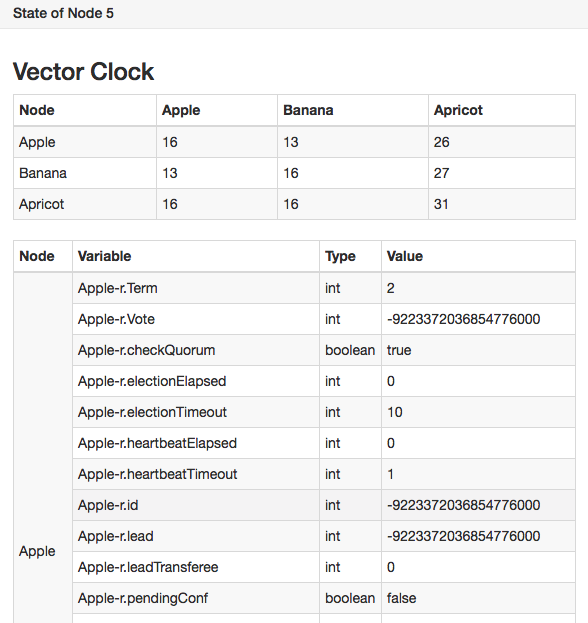 State of Node 5
Vector Clock
Node Apple Banana Apricot
Apple 16 13 26
Banana 13 16 27
Apricot 16 16 31
Node Variable Type Value
Apple-r.Term int 2
Apple-r.Vote int -9223372036854776000
Apple-r.checkQuorum boolean true
Apple-r.electionElapsed int 0
Apple-r.electionTimeout int 10
Apple-r.heartbeatElapsed int 0
Apple-r.heartbeatTimeout int 1
Apple-r.id int -9223372036854776000
Apple-r.lead int -9223372036854776000
Apple
Apple-r.leadTransferee int 0
Apple-r.pendingConf boolean false